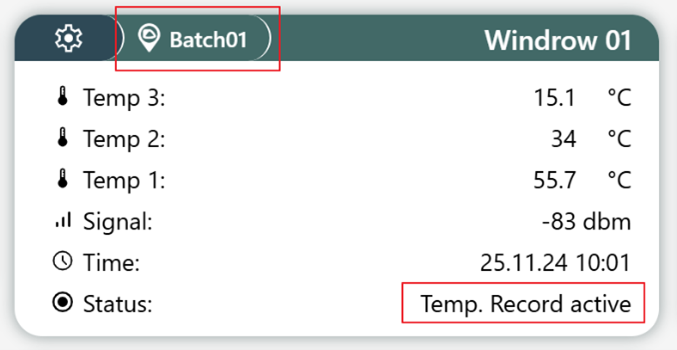 Batch01 Windrow 01
Temp 3: 15.1 °C
Temp 2: 34 °C
Temp 1: 55.7 °C
Signal: -83 dbm
Time: 25.11.24 10:01
Status: Temp. Record active